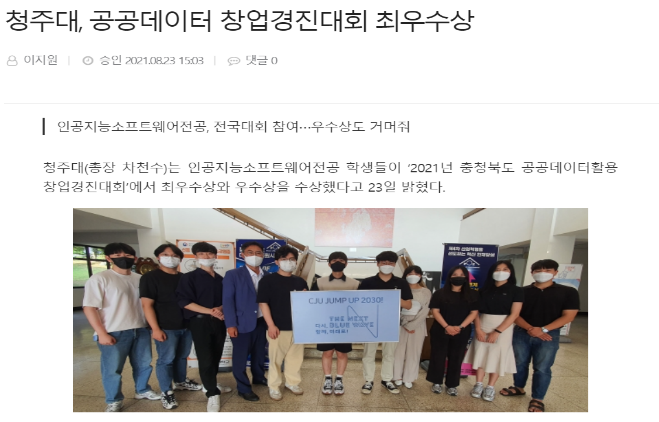 청주대, 공공데이터 창업경진대회 최우수상
이지원 승인 2021.08.23 15:03 댓글 0
인공지능소프트웨어전공, 전국대회 참여…우수상도 거머줘
청주대(총장 차천수)는 인공지능소프트웨어전공 학생들이 ‘2021년 충청북도 공공데이터활용
창업경진대회’에서 최우수상과 우수상을 수상했다고 23일 밝혔다.
CJU JUMP UP 2030!
THE NEXT
BLUE WAVE